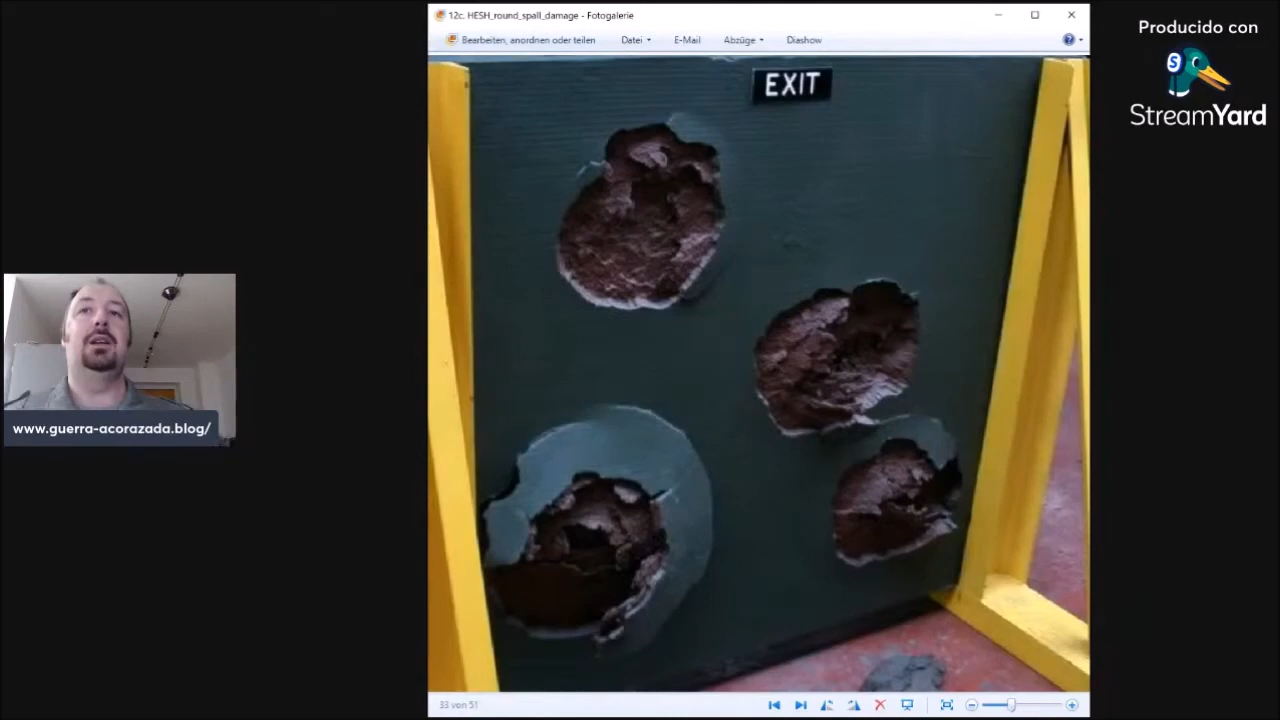 12c. HESH_round_spall_damage - Fotogalerie
Bearbeiten, anordnen oder teilen Datei E-Mail Abzüge Diashow
EXIT
Producido con
StreamYard
www.guerra-acorazada.blog/
33 von 51